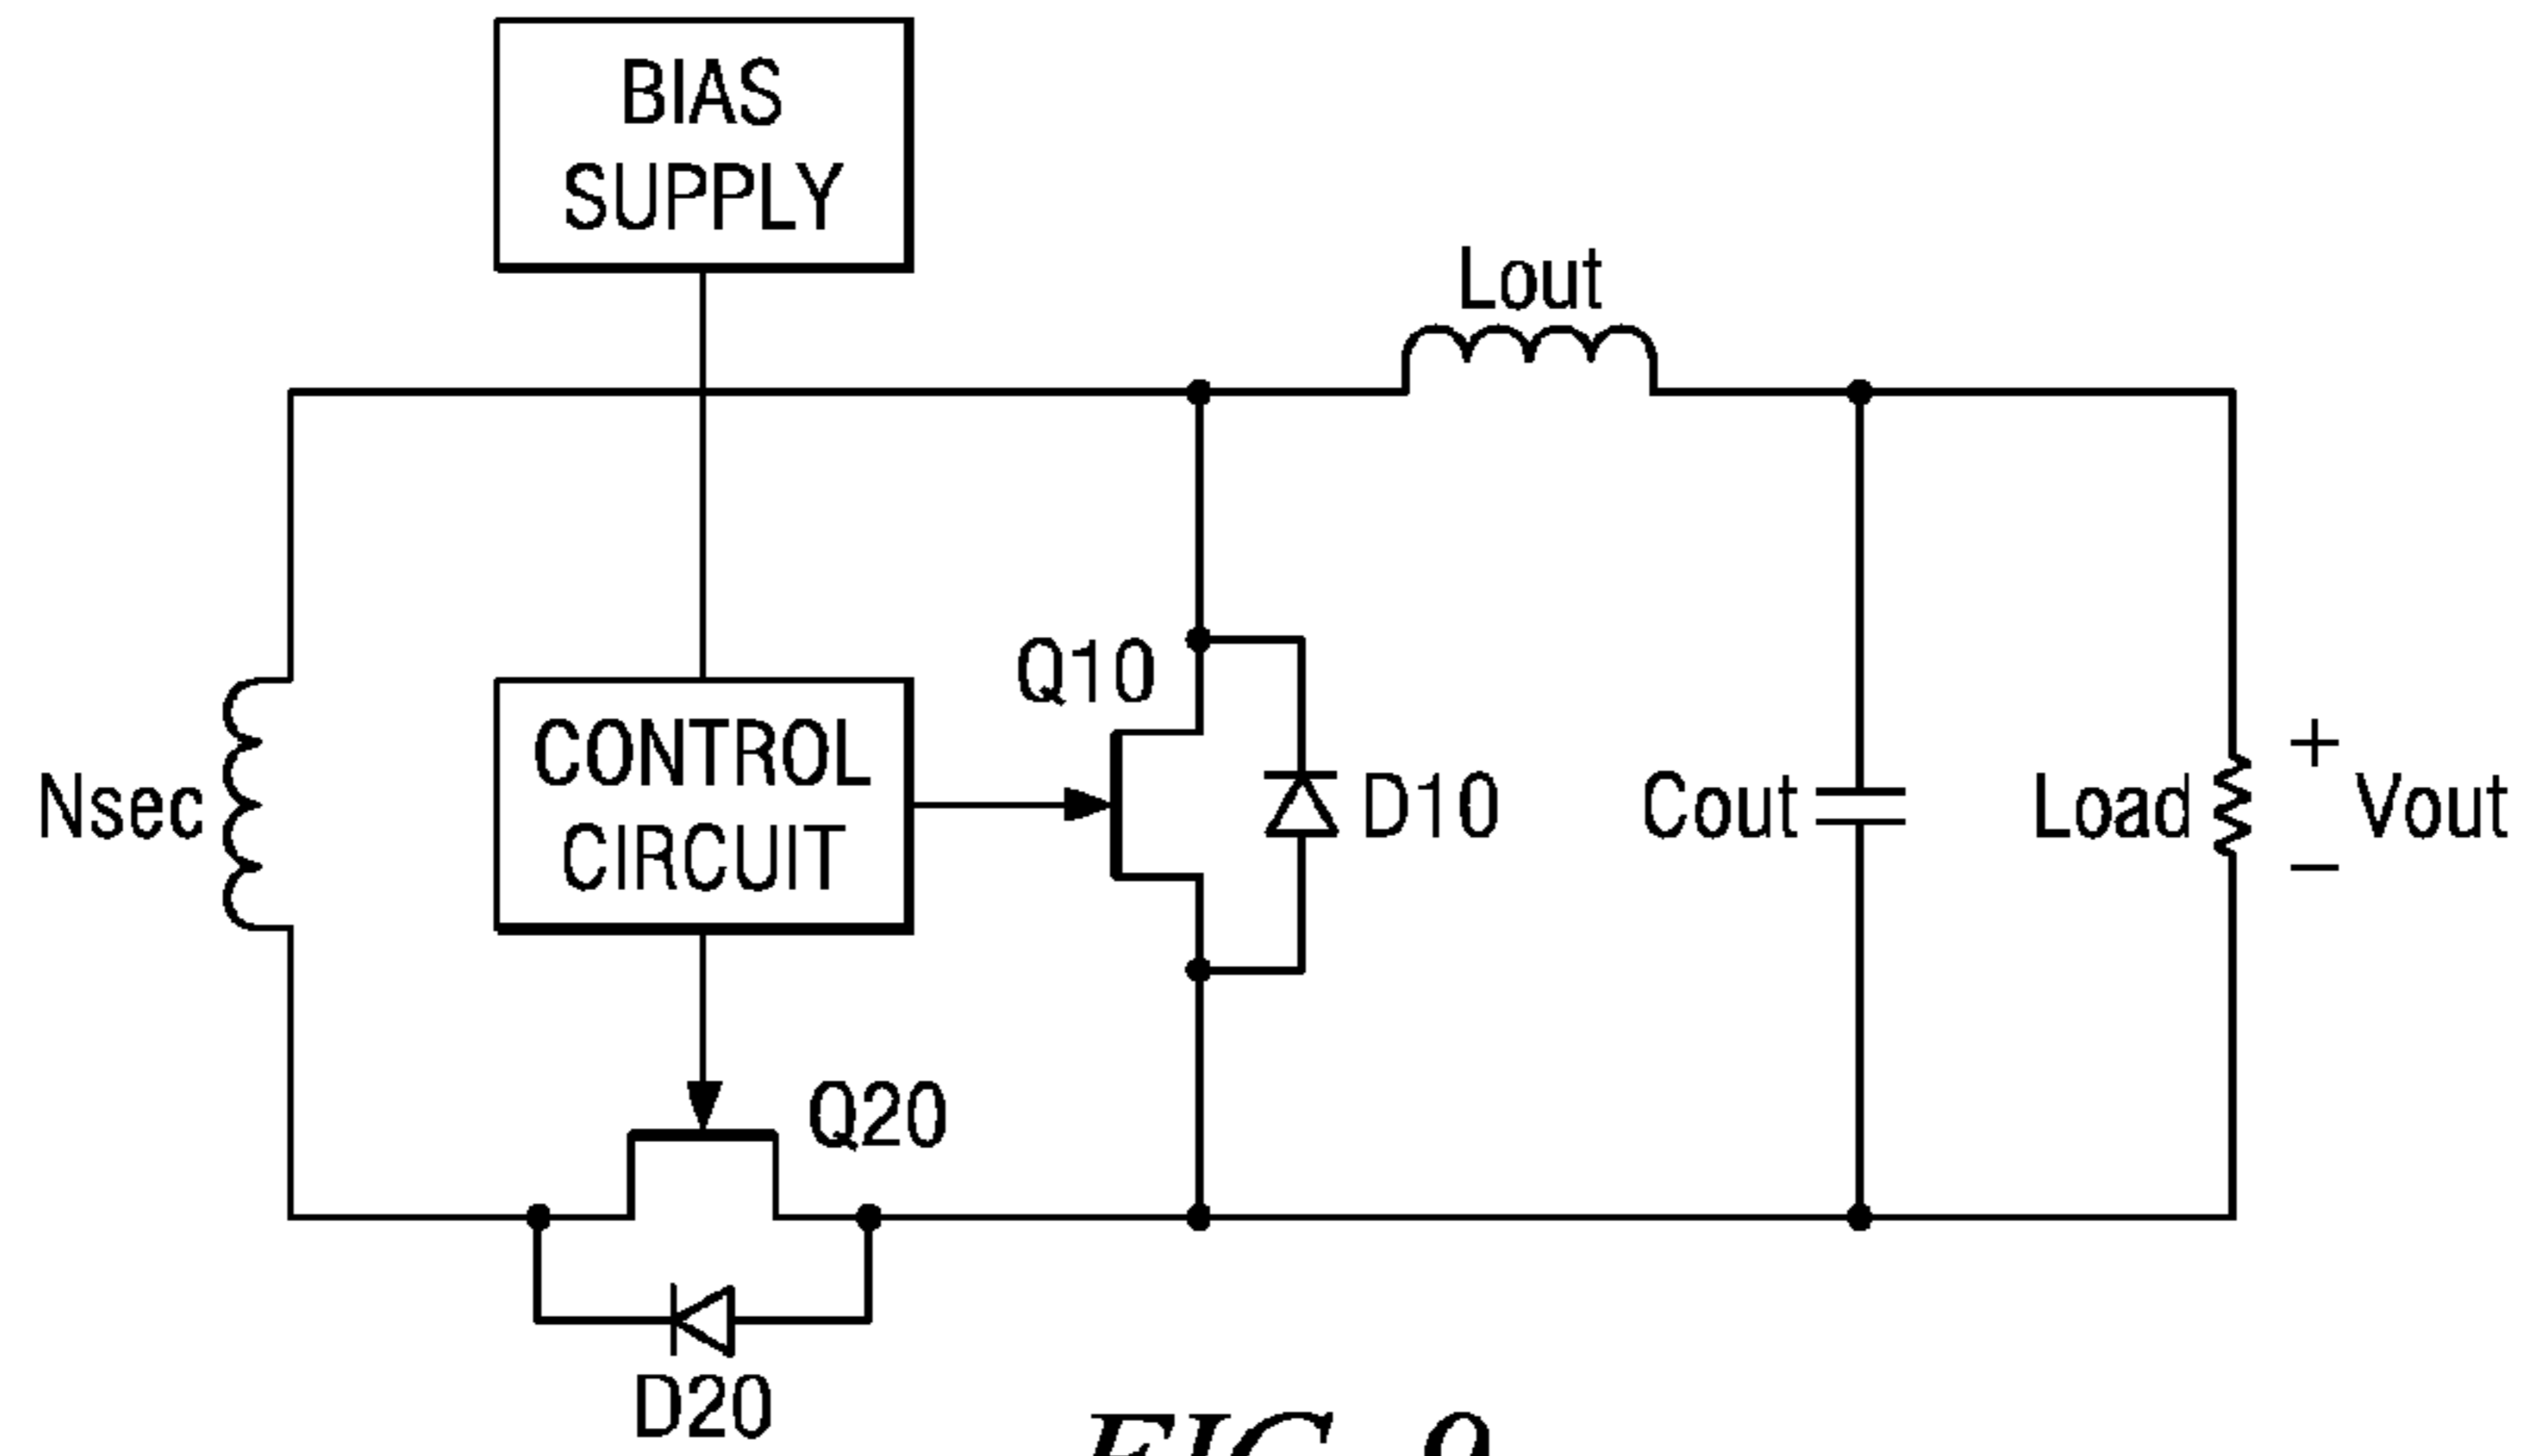 BIAS
SUPPLY
Lout
Q10
CONTROL
CIRCUIT
Nsec
D10
Cout
Load
+
Vout
−
Q20
D20